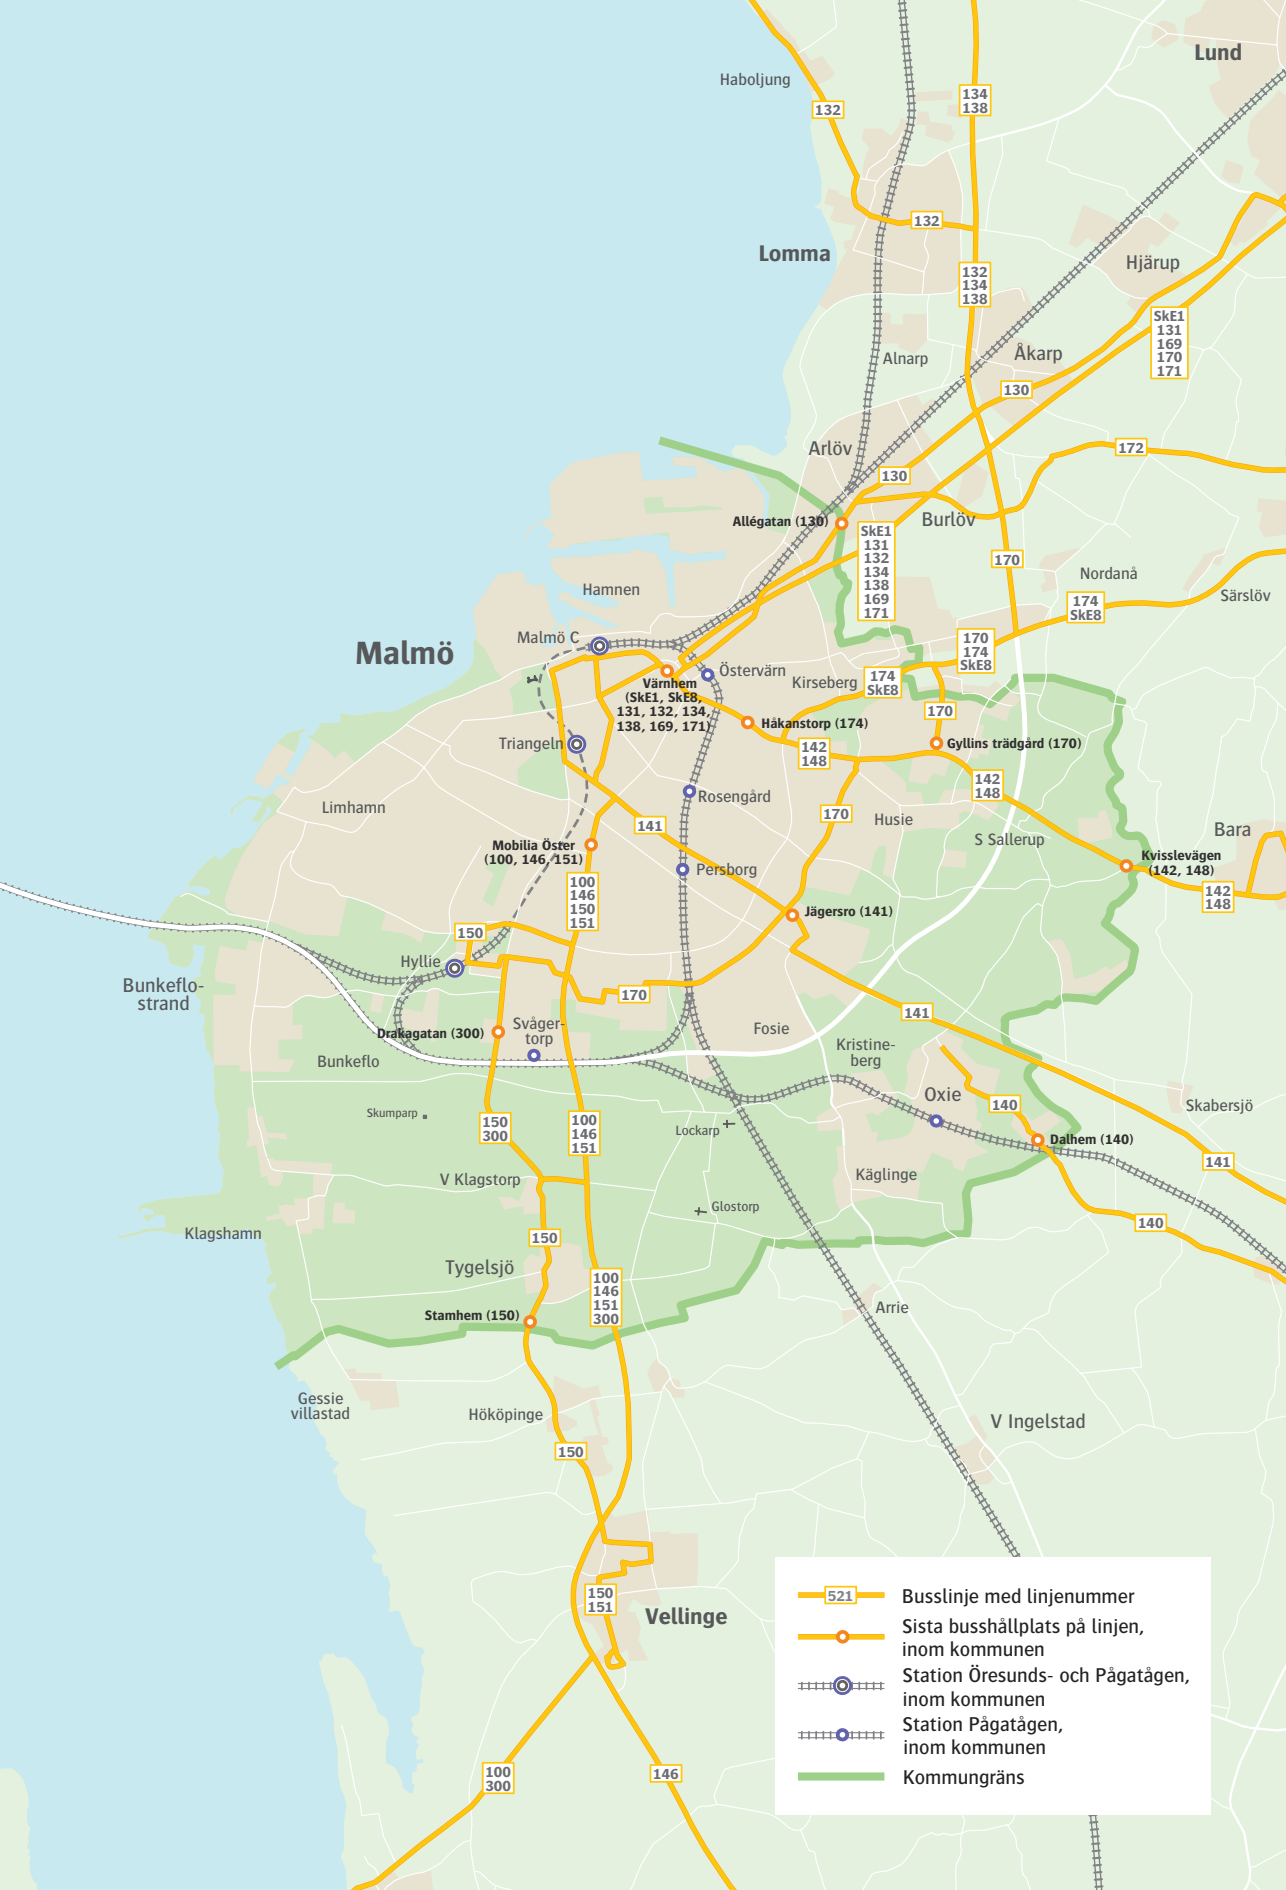 Lund
Haboljung
134
138
132
132
Lomma
Hjärup
132
134
138
SkE1
131
169
170
171
Åkarp
Alnarp
130
Arlöv
172
130
Allégatan (130)
Burlöv
SkE1
131
132
134
138
169
171
170
Nordanå
Särslöv
174
SkE8
Hamnen
Malmö C
Malmö
170
174
SkE8
Östervärn
Kirseberg
174
SkE8
Värnhem
(SkE1, SkE8,
131, 132, 134,
138, 169, 171)
170
Håkanstorp (174)
Triangeln
142
148
Gyllins trädgård (170)
142
148
Rosengård
Limhamn
170
Husie
141
S Sallerup
Bara
Mobilia Öster
(100, 146, 151)
Kvisslevägen
(142, 148)
Persborg
100
146
150
151
142
148
Jägersro (141)
150
Hyllie
Bunkeflo-
strand
170
141
Drakagatan (300)
Svåger-
torp
Fosie
Kristine-
berg
Bunkeflo
Oxie
Skumparp
140
Skabersjö
150
300
100
146
151
Lockarp
Dalhem (140)
141
V Klagstorp
Käglinge
Glostorp
140
Klagshamn
150
Tygelsjö
100
146
151
300
Arrie
Stamhem (150)
Gessie
villastad
Hököpinge
V Ingelstad
150
150
151
Vellinge
100
300
146
521
Busslinje med linjenummer
Sista busshållplats på linjen,
inom kommunen
Station Öresunds- och Pågatågen,
inom kommunen
Station Pågatågen,
inom kommunen
Kommungräns